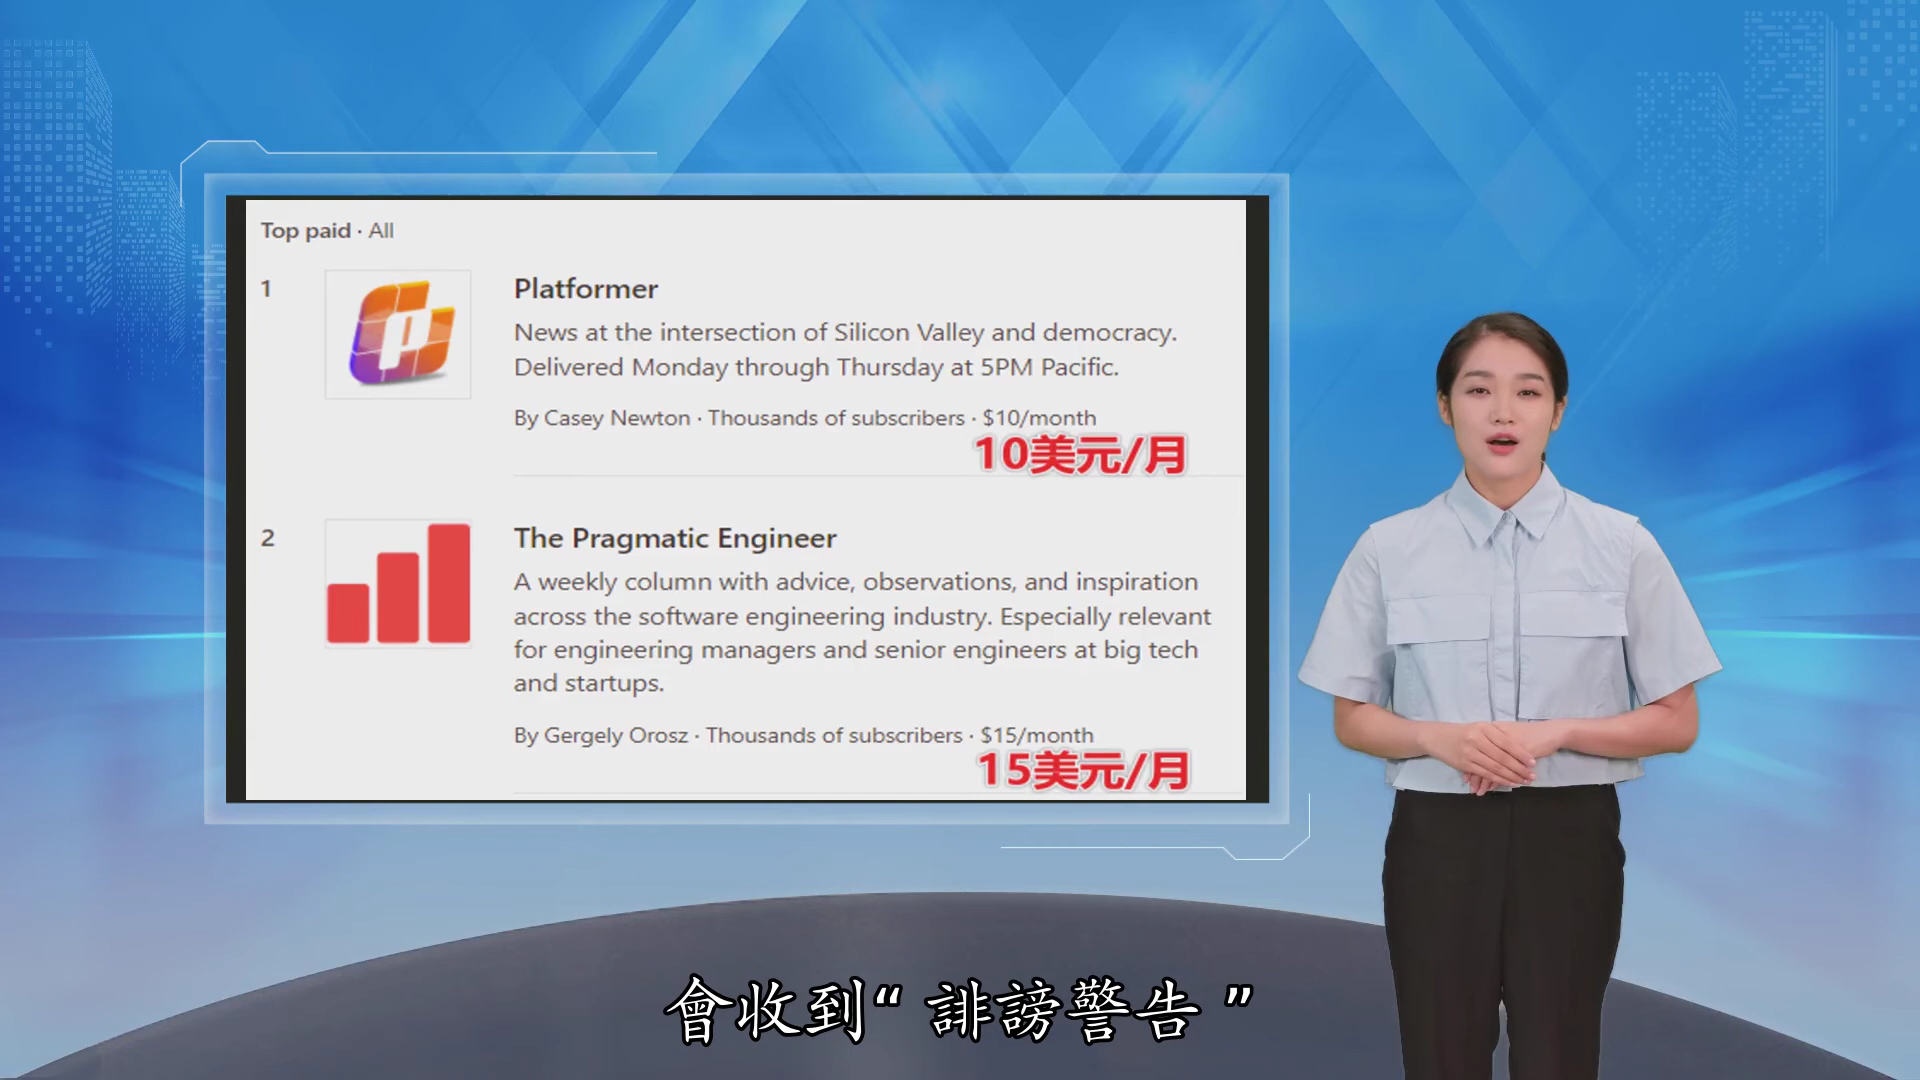 Top paid · All
1
Platformer
News at the intersection of Silicon Valley and democracy.
Delivered Monday through Thursday at 5PM Pacific.
By Casey Newton · Thousands of subscribers · $10/month
10美元/月
2
The Pragmatic Engineer
A weekly column with advice, observations, and inspiration
across the software engineering industry. Especially relevant
for engineering managers and senior engineers at big tech
and startups.
By Gergely Orosz · Thousands of subscribers · $15/month
15美元/月
會收到“誹謗警告”